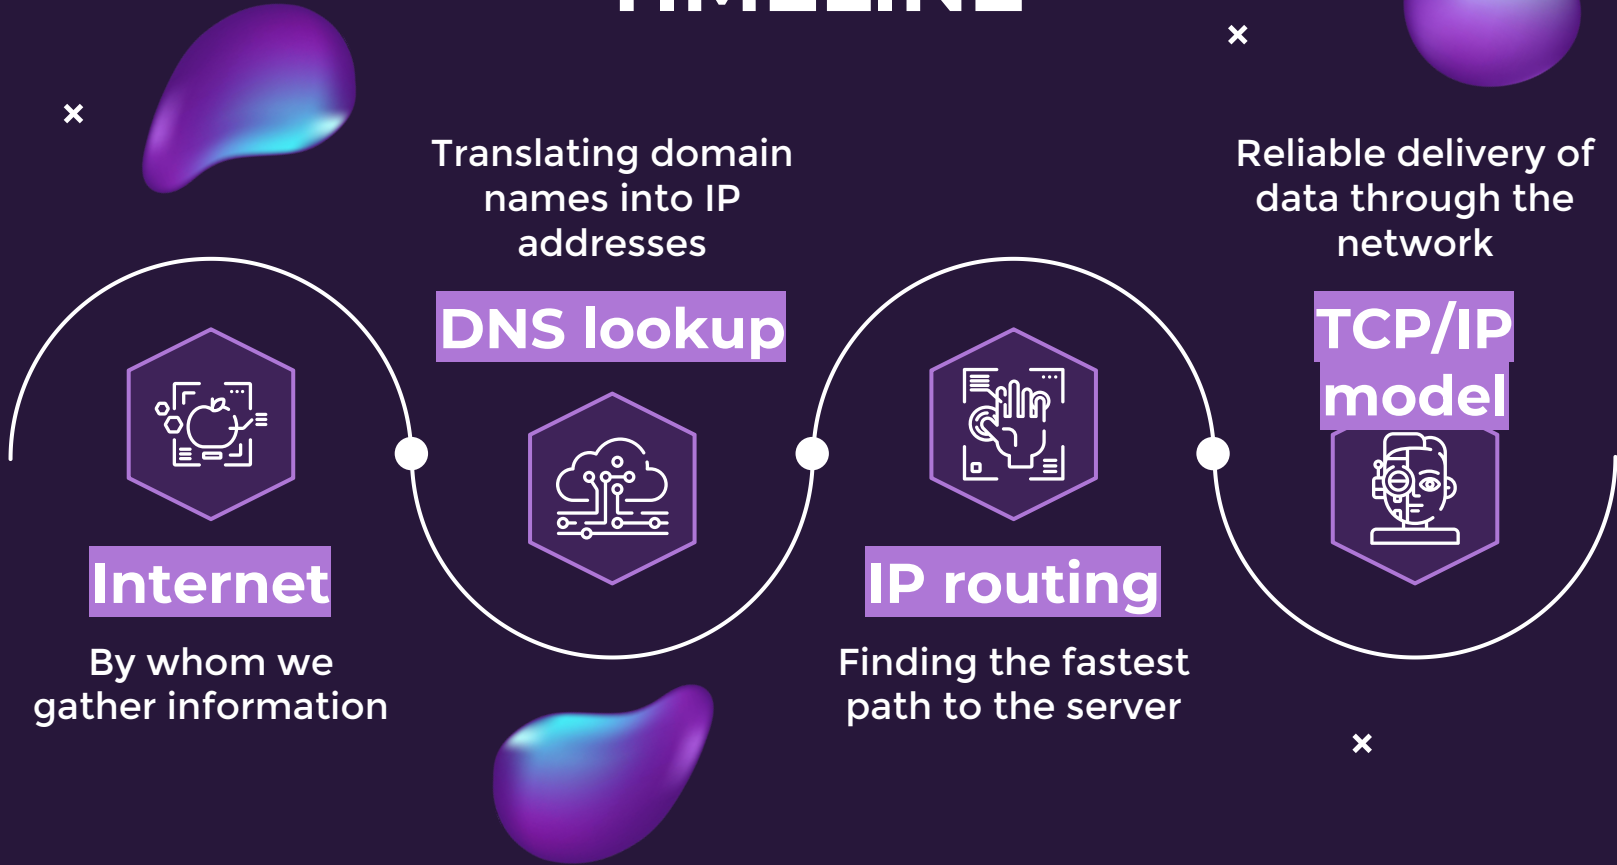 TIMELINE
Internet
By whom we
gather information
Translating domain
names into IP
addresses
DNS lookup
IP routing
Finding the fastest
path to the server
Reliable delivery of
data through the
network
TCP/IP
model